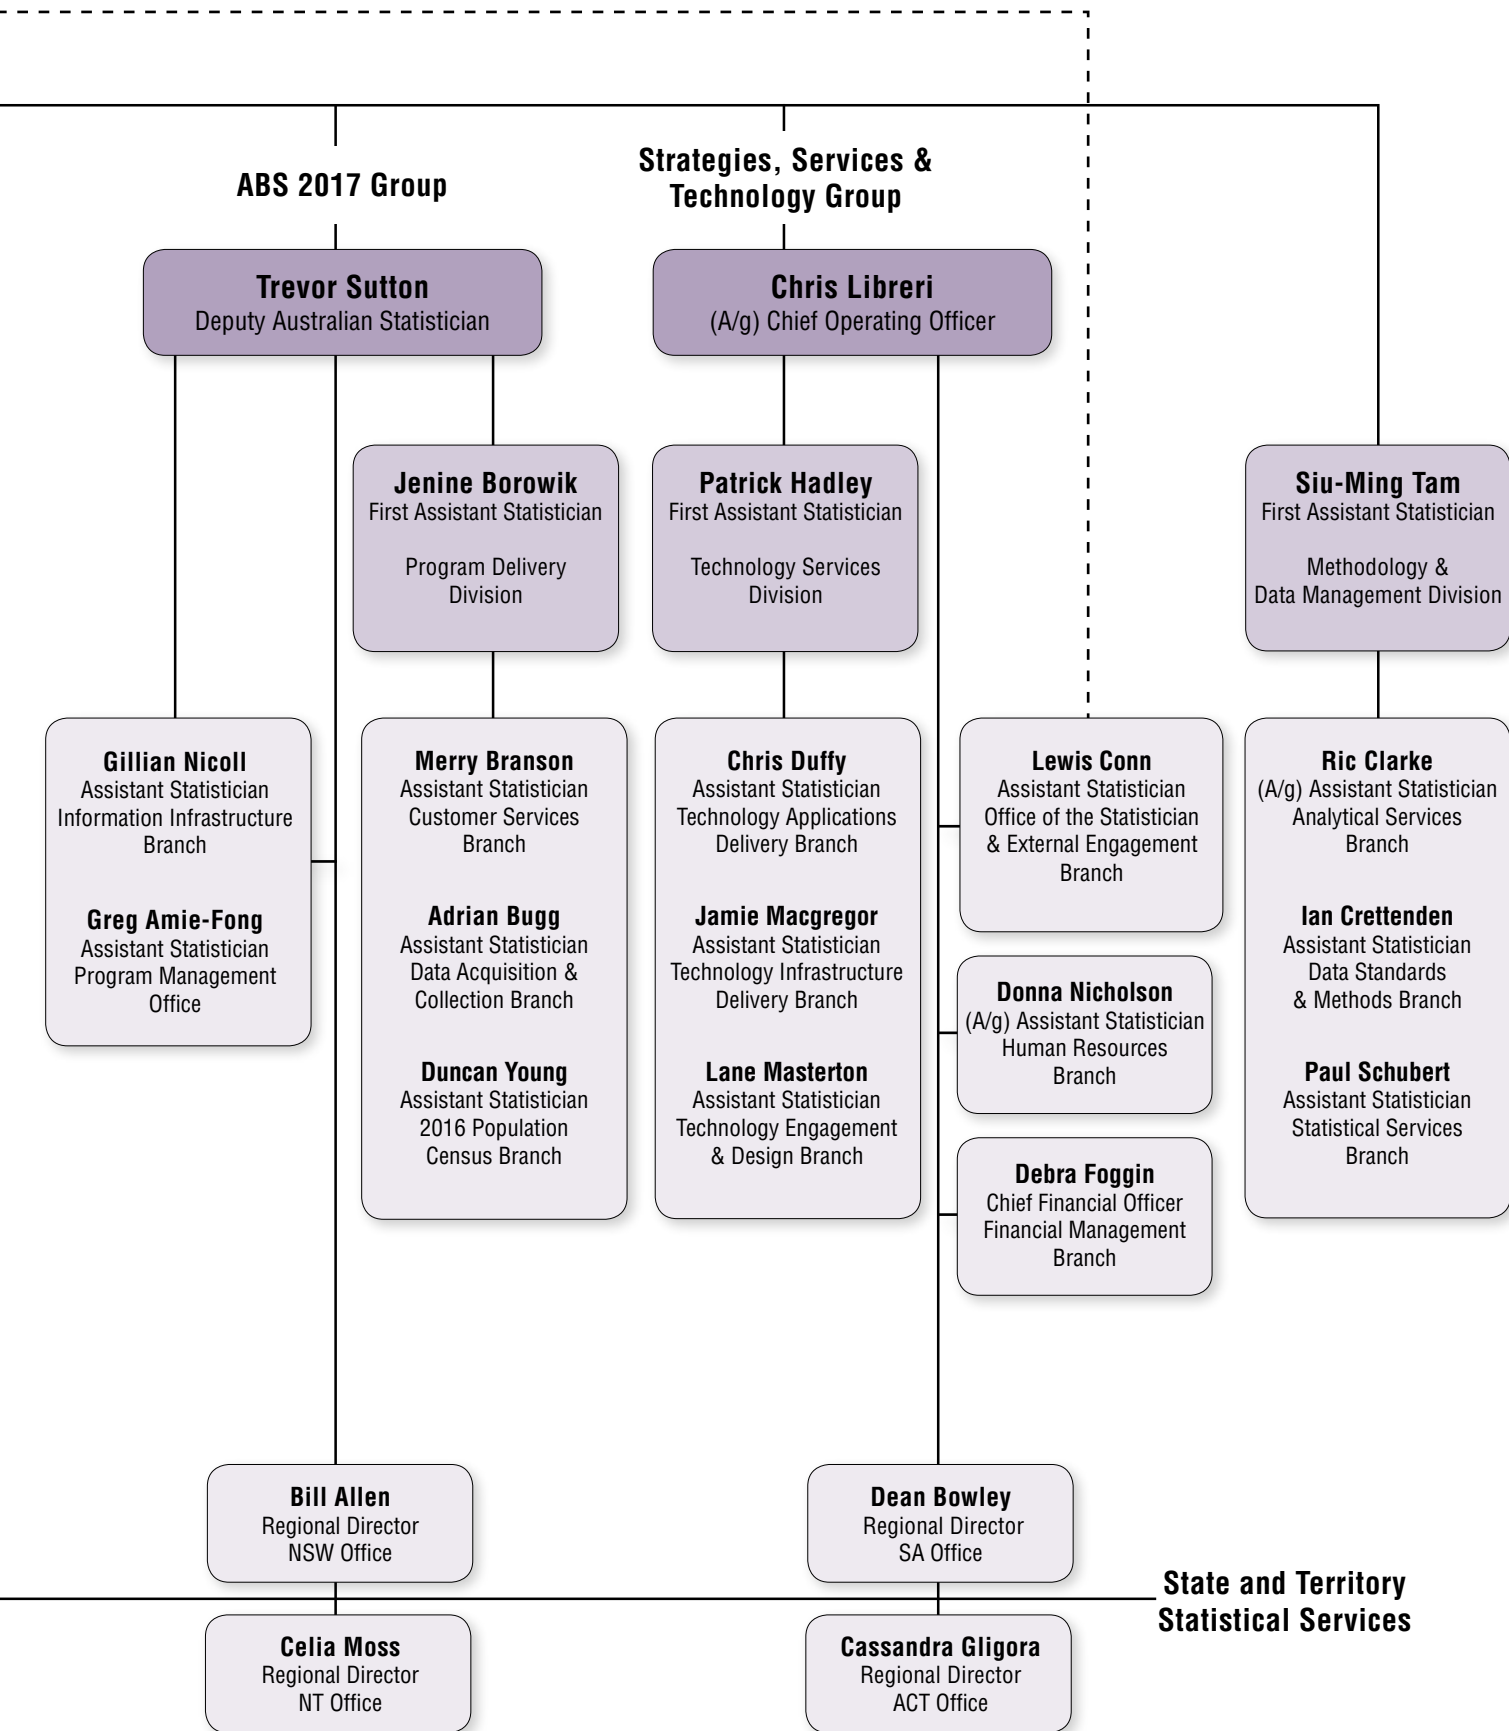 ABS 2017 Group
Strategies, Services &
Technology Group
Trevor Sutton
Deputy Australian Statistician
Chris Libreri
(A/g) Chief Operating Officer
Jenine Borowik
First Assistant Statistician
Program Delivery
Division
Patrick Hadley
First Assistant Statistician
Technology Services
Division
Siu-Ming Tam
First Assistant Statistician
Methodology &
Data Management Division
Gillian Nicoll
Assistant Statistician
Information Infrastructure
Branch
Greg Amie-Fong
Assistant Statistician
Program Management
Office
Merry Branson
Assistant Statistician
Customer Services
Branch
Adrian Bugg
Assistant Statistician
Data Acquisition &
Collection Branch
Duncan Young
Assistant Statistician
2016 Population
Census Branch
Chris Duffy
Assistant Statistician
Technology Applications
Delivery Branch
Jamie Macgregor
Assistant Statistician
Technology Infrastructure
Delivery Branch
Lane Masterton
Assistant Statistician
Technology Engagement
& Design Branch
Lewis Conn
Assistant Statistician
Office of the Statistician
& External Engagement
Branch
Donna Nicholson
(A/g) Assistant Statistician
Human Resources
Branch
Debra Foggin
Chief Financial Officer
Financial Management
Branch
Ric Clarke
(A/g) Assistant Statistician
Analytical Services
Branch
Ian Crettenden
Assistant Statistician
Data Standards
& Methods Branch
Paul Schubert
Assistant Statistician
Statistical Services
Branch
Bill Allen
Regional Director
NSW Office
Dean Bowley
Regional Director
SA Office
State and Territory
Statistical Services
Celia Moss
Regional Director
NT Office
Cassandra Gligora
Regional Director
ACT Office